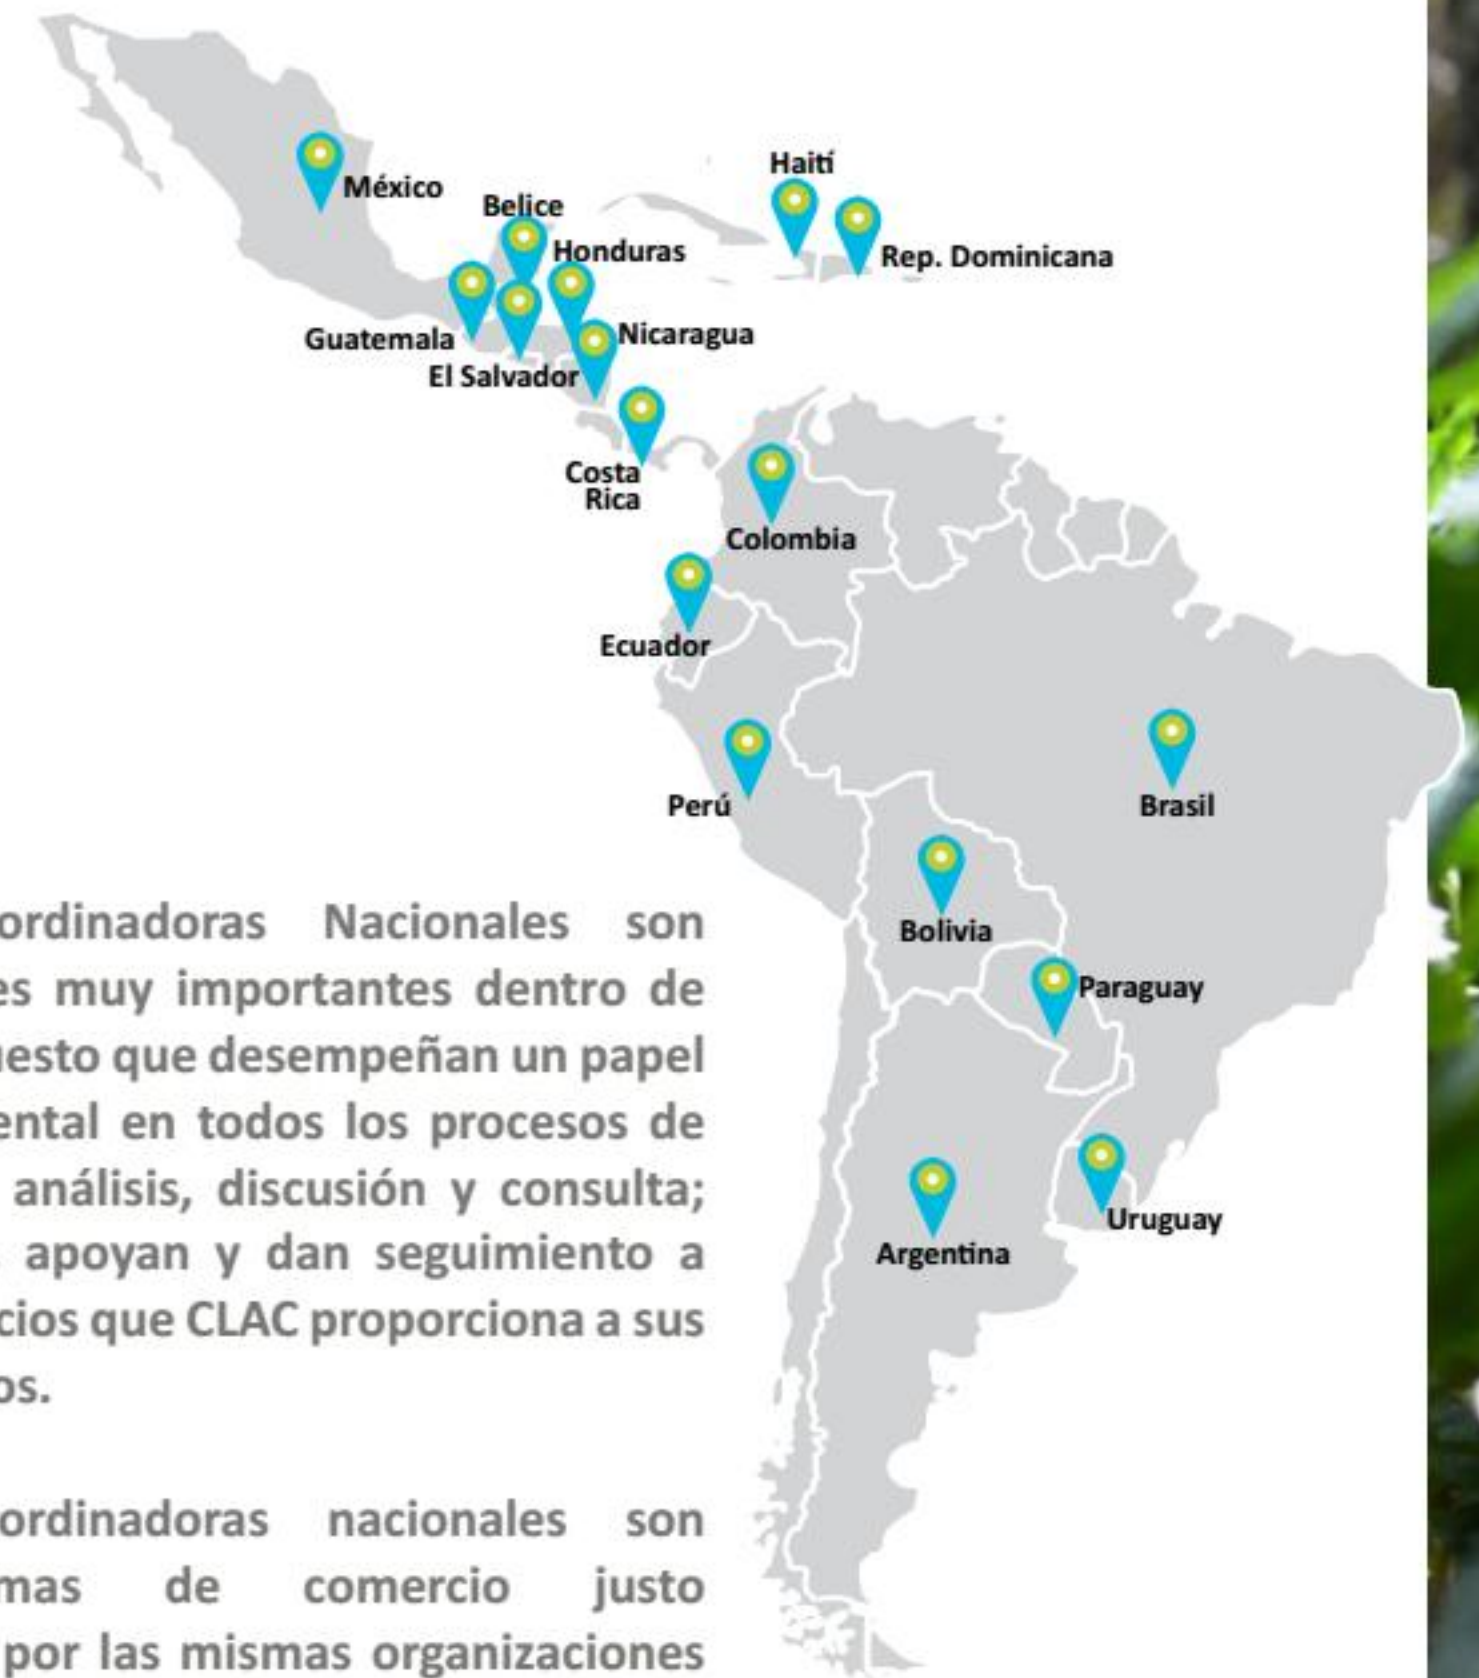 Haití
México
Belice
Honduras
Rep. Dominicana
Guatemala
Nicaragua
El Salvador
Costa
Rica
Colombia
Ecuador
Perú
Brasil
Bolivia
Paraguay
Uruguay
Argentina
ordinadoras Nacionales son
es muy importantes dentro de
uesto que desempeñan un papel
ental en todos los procesos de
análisis, discusión y consulta;
apoyan y dan seguimiento a
cios que CLAC proporciona a sus
os.
ordinadoras nacionales son
mas de comercio justo
por las mismas organizaciones